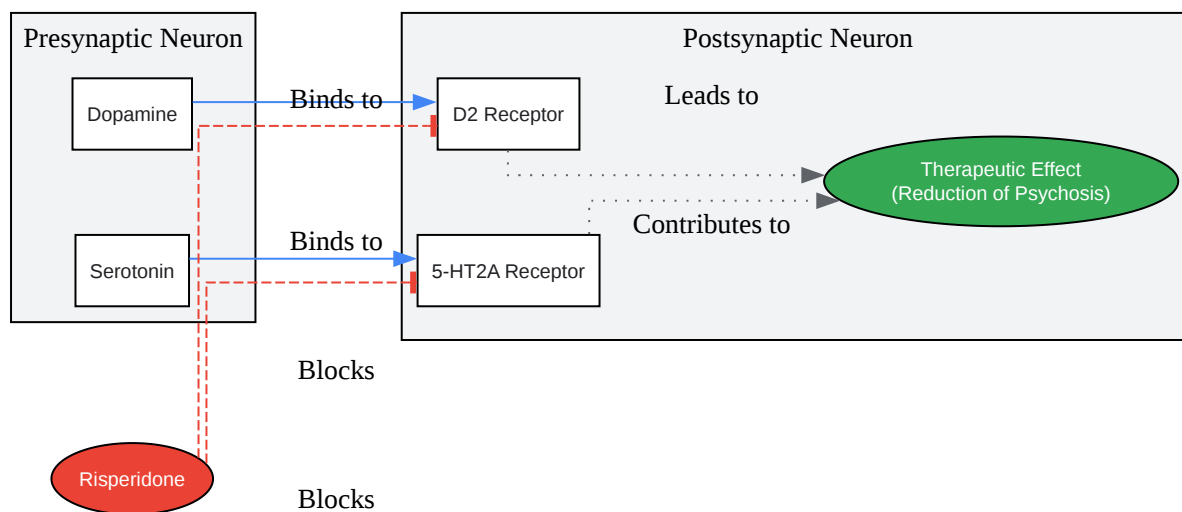 Presynaptic Neuron
Postsynaptic Neuron
Dopamine
Binds to
D2 Receptor
Leads to
Therapeutic Effect
(Reduction of Psychosis)
Serotonin
Binds to
5-HT2A Receptor
Contributes to
Blocks
Risperidone
Blocks